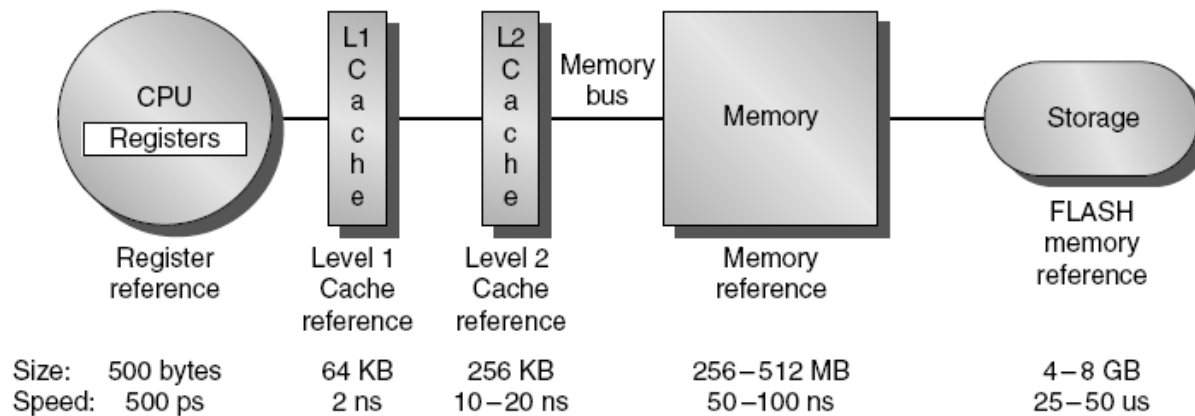 CPU
Registers
L1
C
a
c
h
e
L2
C
a
c
h
e
Memory
bus
Memory
Storage
Register
reference
Level 1
Cache
reference
Level 2
Cache
reference
Memory
reference
FLASH
memory
reference
Size: 500 bytes 64 KB 256 KB 256–512 MB 4–8 GB
Speed: 500 ps 2 ns 10–20 ns 50–100 ns 25–50 us